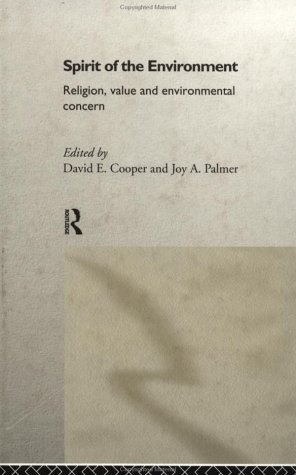 Spirit of the Environment
Religion, value and environmental
concern
Edited by
David E. Cooper and Joy A. Palmer
R
ROUTLEDGE